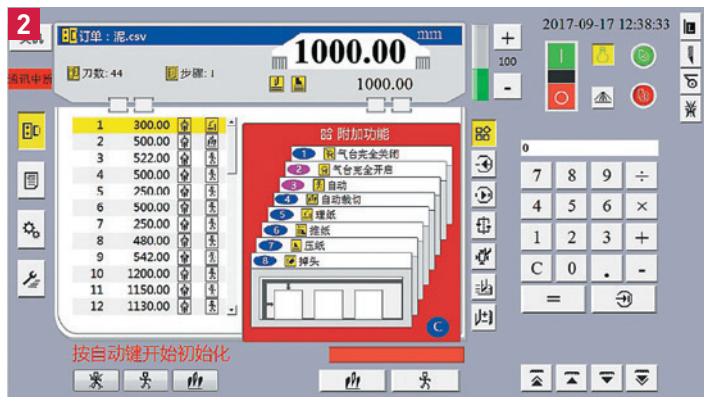 2
通讯中断
订单：泥.csv
刀数: 44
步骤: 1
mm
1000.00
1000.00
+
100
-
2017-09-17 12:38:33
1 300.00
2 500.00
3 522.00
4 500.00
5 250.00
6 500.00
7 250.00
8 480.00
9 542.00
10 1200.00
11 1150.00
12 1130.00
附加功能
1 气台完全关闭
2 气台完全开启
3 自动
4 自动裁切
5 理纸
6 推纸
7 压纸
8 掉头
C
0
7 8 9 ÷
4 5 6 ×
1 2 3 +
C 0 . -
=
按自动键开始初始化